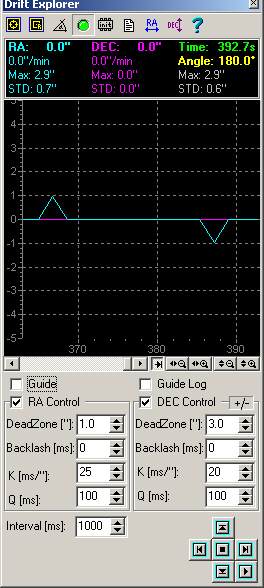 Drift Explorer
init RA DEC ?
RA: 0.0" DEC: 0.0" Time: 392.7s
0.0"/min 0.0"/min Angle: 180.0°
Max: 2.9" Max: 0.0" Max: 2.9"
STD: 0.7" STD: 0.0" STD: 0.6"
5
4
3
2
1
0
-1
-2
-3
-4
-5
370 380 390
Guide Guide Log
RA Control DEC Control +/-
DeadZone ["]: 1.0 DeadZone ["]: 3.0
Backlash [ms]: 0 Backlash [ms]: 0
K [ms/"]: 25 K [ms/"]: 20
Q [ms]: 100 Q [ms]: 100
Interval [ms]: 1000